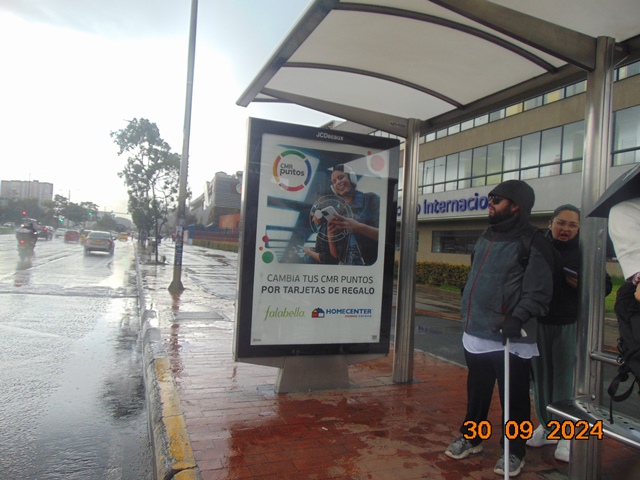 JCDecaux
CMR
puntos
CAMBIA TUS CMR PUNTOS
POR TARJETAS DE REGALO
falabella.
HOMECENTER
Internacio
30 09 2024